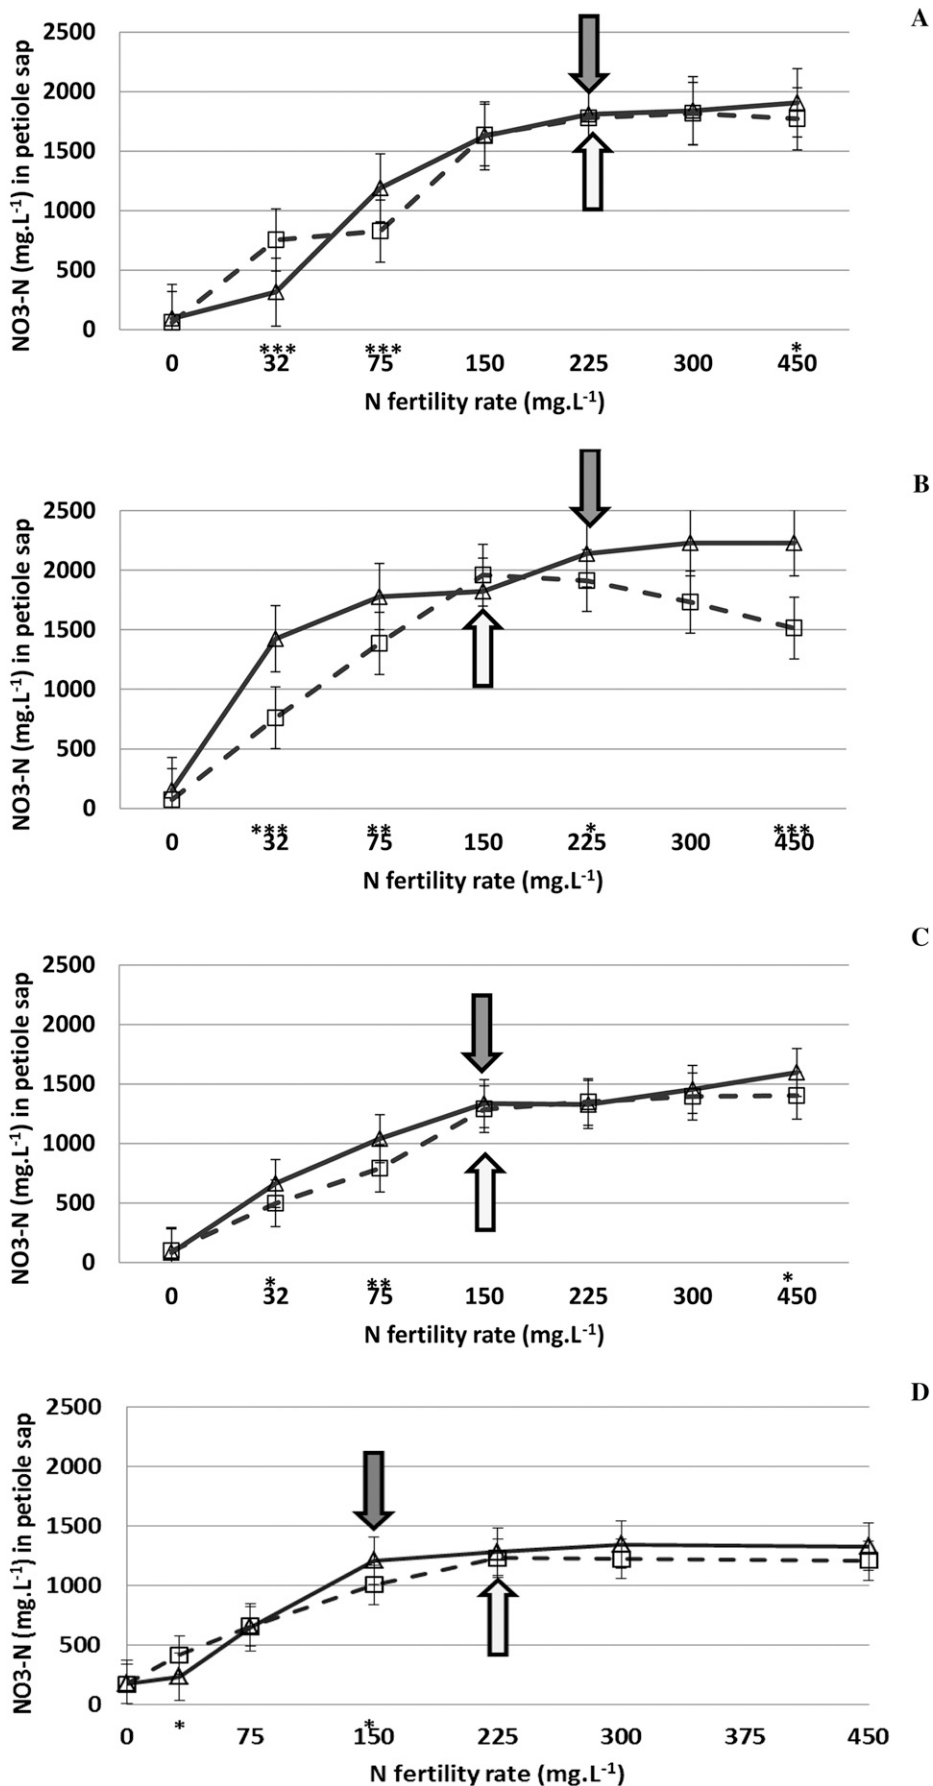 A
NO3-N (mg.L-1) in petiole sap
2500
2000
1500
1000
500
0
*** *** *
0 32 75 150 225 300 450
N fertility rate (mg.L-1)
B
NO3-N (mg.L-1) in petiole sap
2500
2000
1500
1000
500
0
*** ** * ***
0 32 75 150 225 300 450
N fertility rate (mg.L-1)
C
NO3-N (mg.L-1) in petiole sap
2500
2000
1500
1000
500
0
* ** *
0 32 75 150 225 300 450
N fertility rate (mg.L-1)
D
NO3-N (mg.L-1) in petiole sap
2500
2000
1500
1000
500
0
* *
0 75 150 225 300 375 450
N fertility rate (mg.L-1)